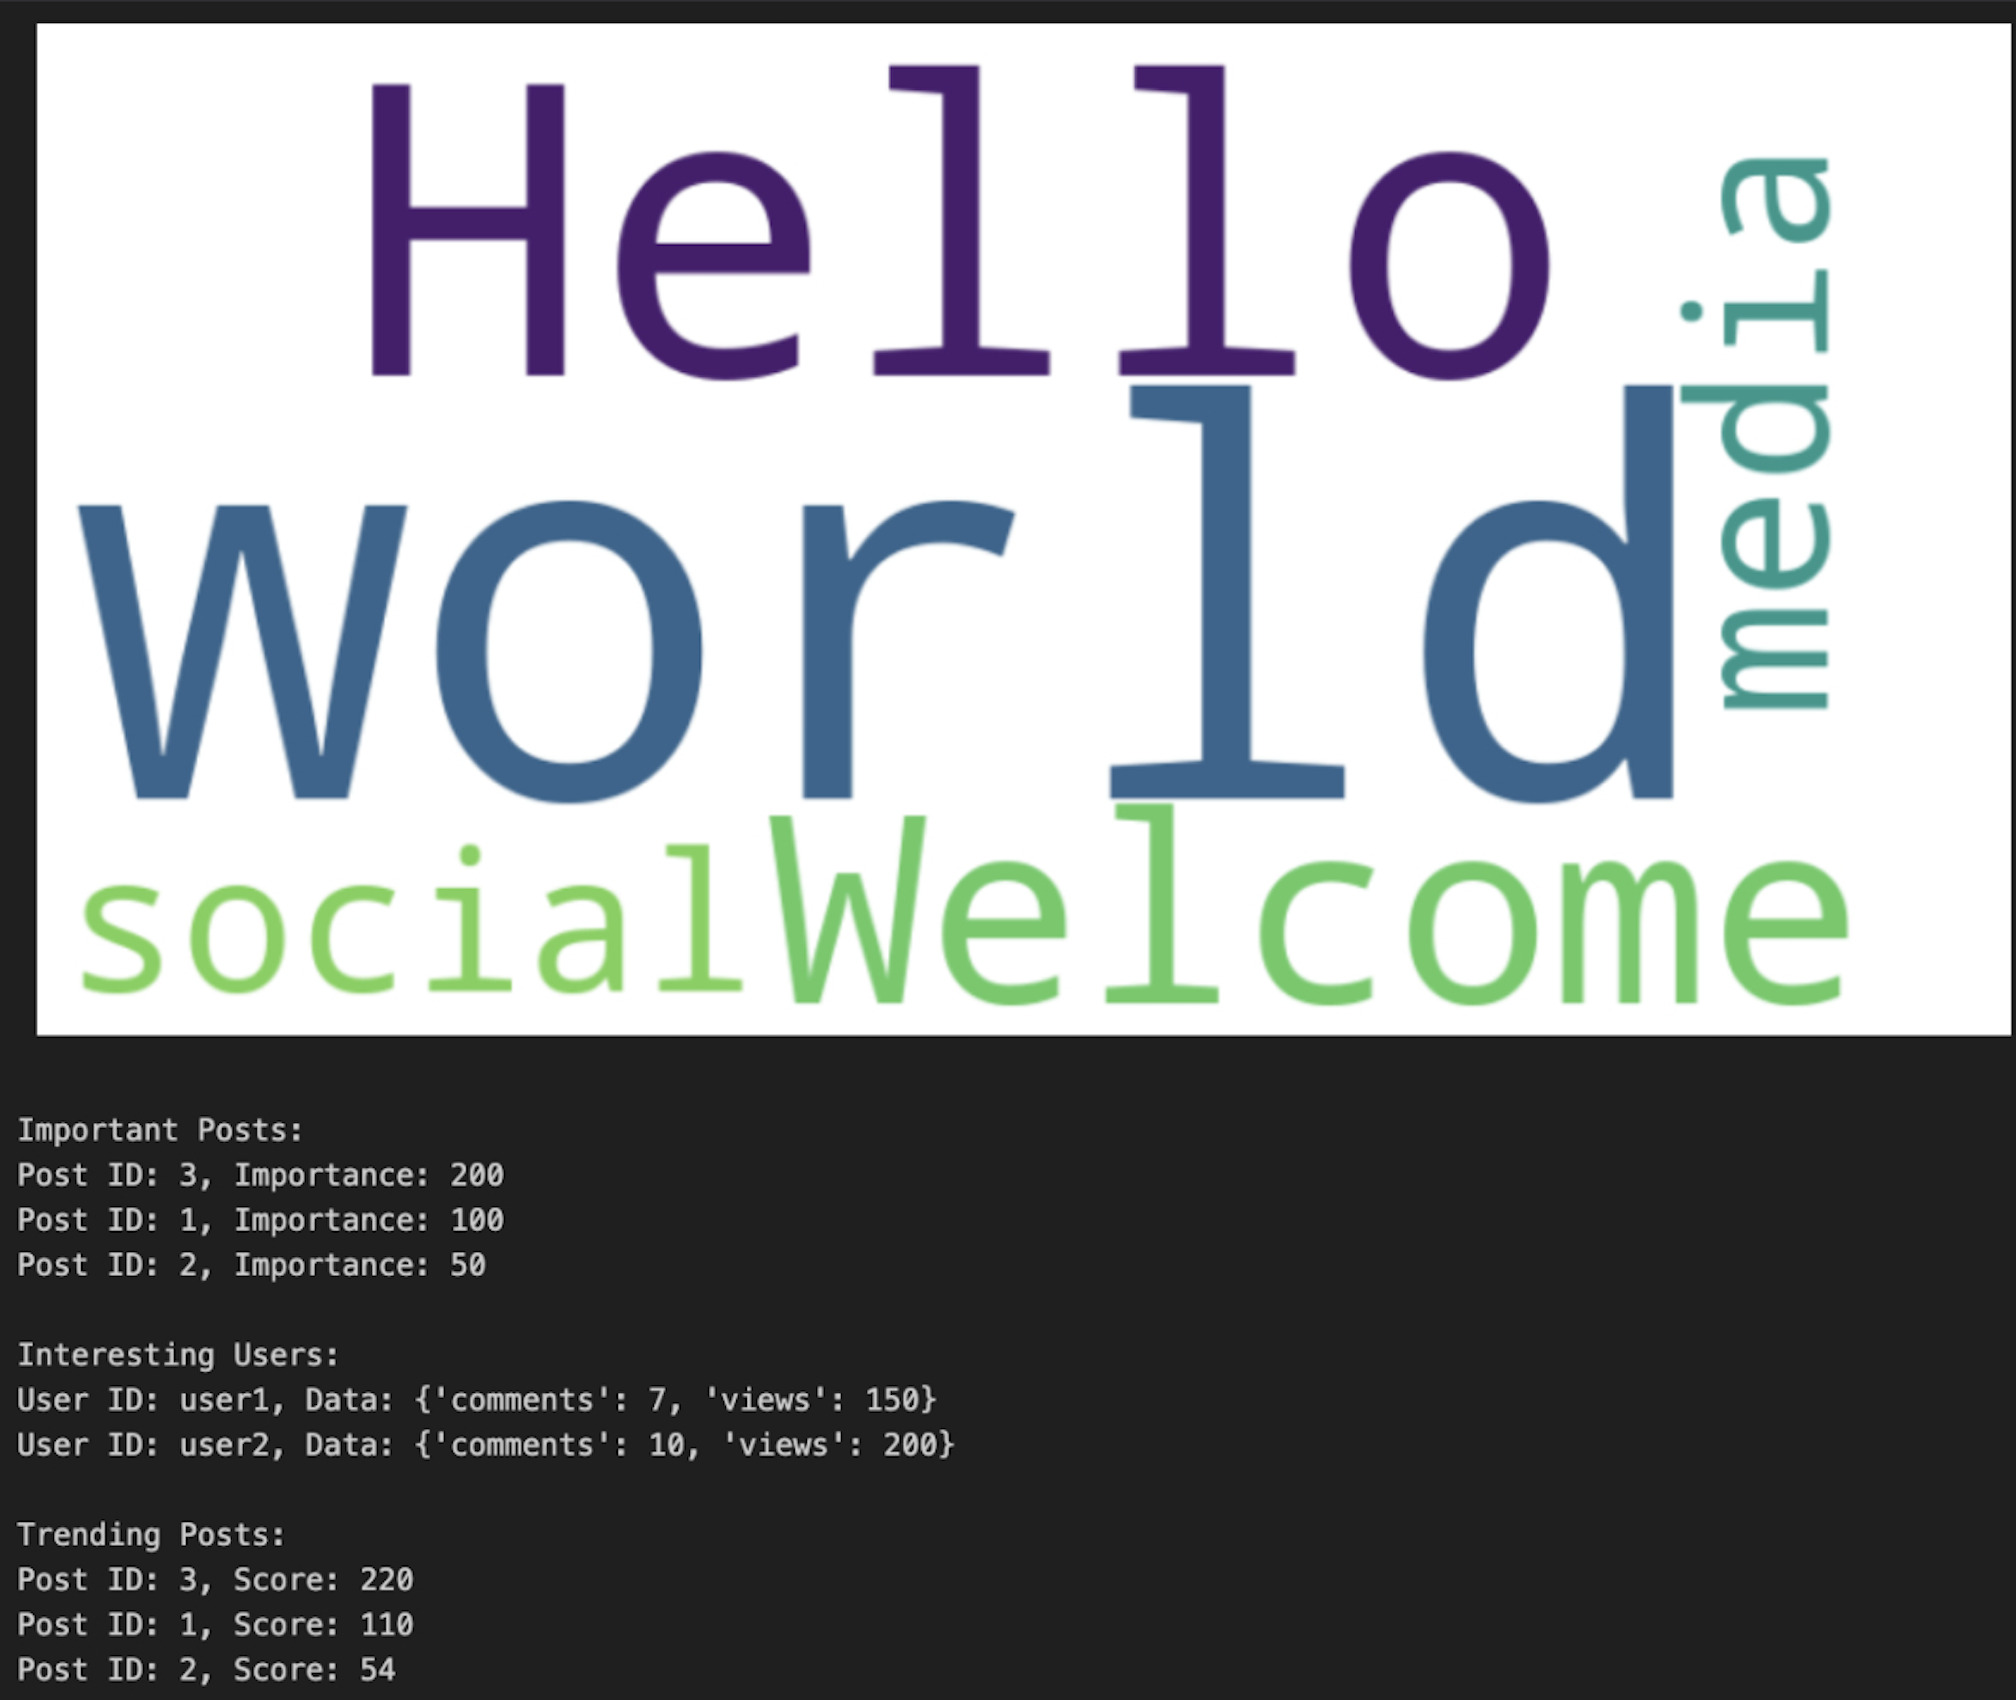 Hello
media
world
social
Welcome
Important Posts:
Post ID: 3, Importance: 200
Post ID: 1, Importance: 100
Post ID: 2, Importance: 50
Interesting Users:
User ID: user1, Data: {'comments': 7, 'views': 150}
User ID: user2, Data: {'comments': 10, 'views': 200}
Trending Posts:
Post ID: 3, Score: 220
Post ID: 1, Score: 110
Post ID: 2, Score: 54